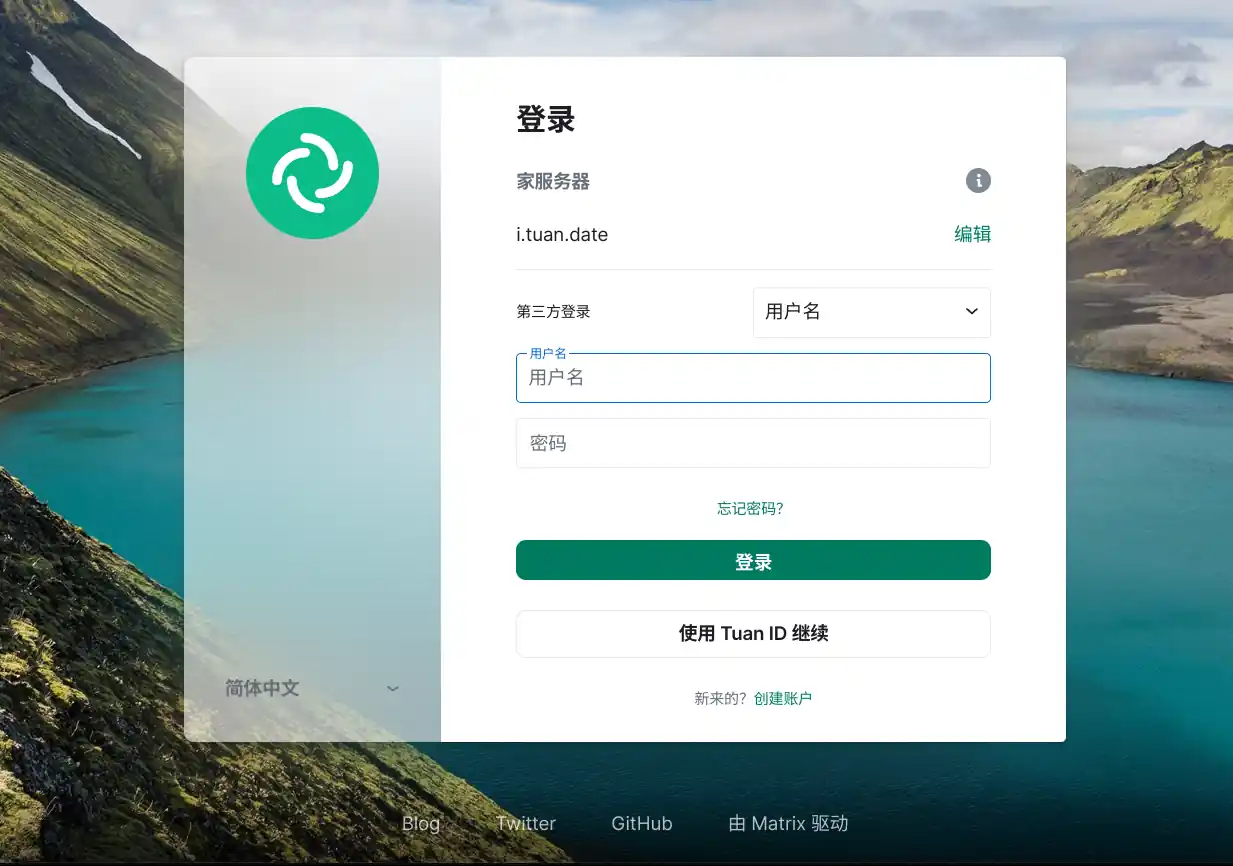 登录
家服务器
i.tuan.date
编辑
第三方登录
用户名
用户名
用户名
密码
忘记密码?
登录
使用 Tuan ID 继续
新来的? 创建账户
简体中文
Blog
Twitter
GitHub
由 Matrix 驱动